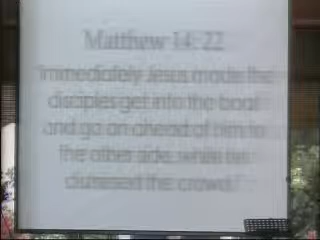 Matthew 14:22
"Immediately Jesus made the
disciples get into the boat
and go on ahead of him to
the other side, while he
dismissed the crowd."